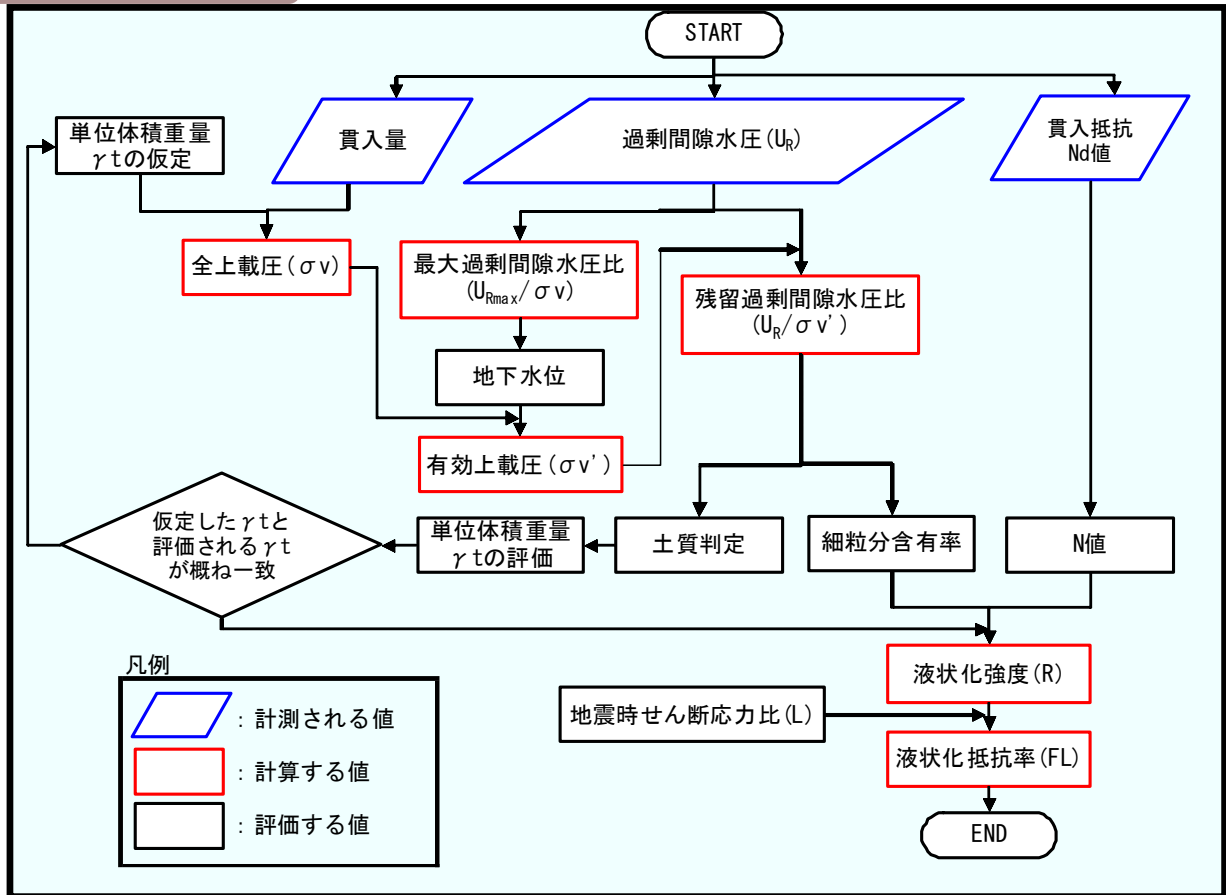 START
単位体積重量
γtの仮定
貫入量
過剰間隙水圧(UR)
貫入抵抗
Nd値
全上載圧(σv)
最大過剰間隙水圧比
(URmax/σv)
残留過剰間隙水圧比
(UR/σv')
地下水位
有効上載圧(σv')
仮定したγtと
評価されるγt
が概ね一致
単位体積重量
γtの評価
土質判定
細粒分含有率
N値
液状化強度(R)
地震時せん断応力比(L)
液状化抵抗率(FL)
END
凡例
:計測される値
:計算する値
:評価する値